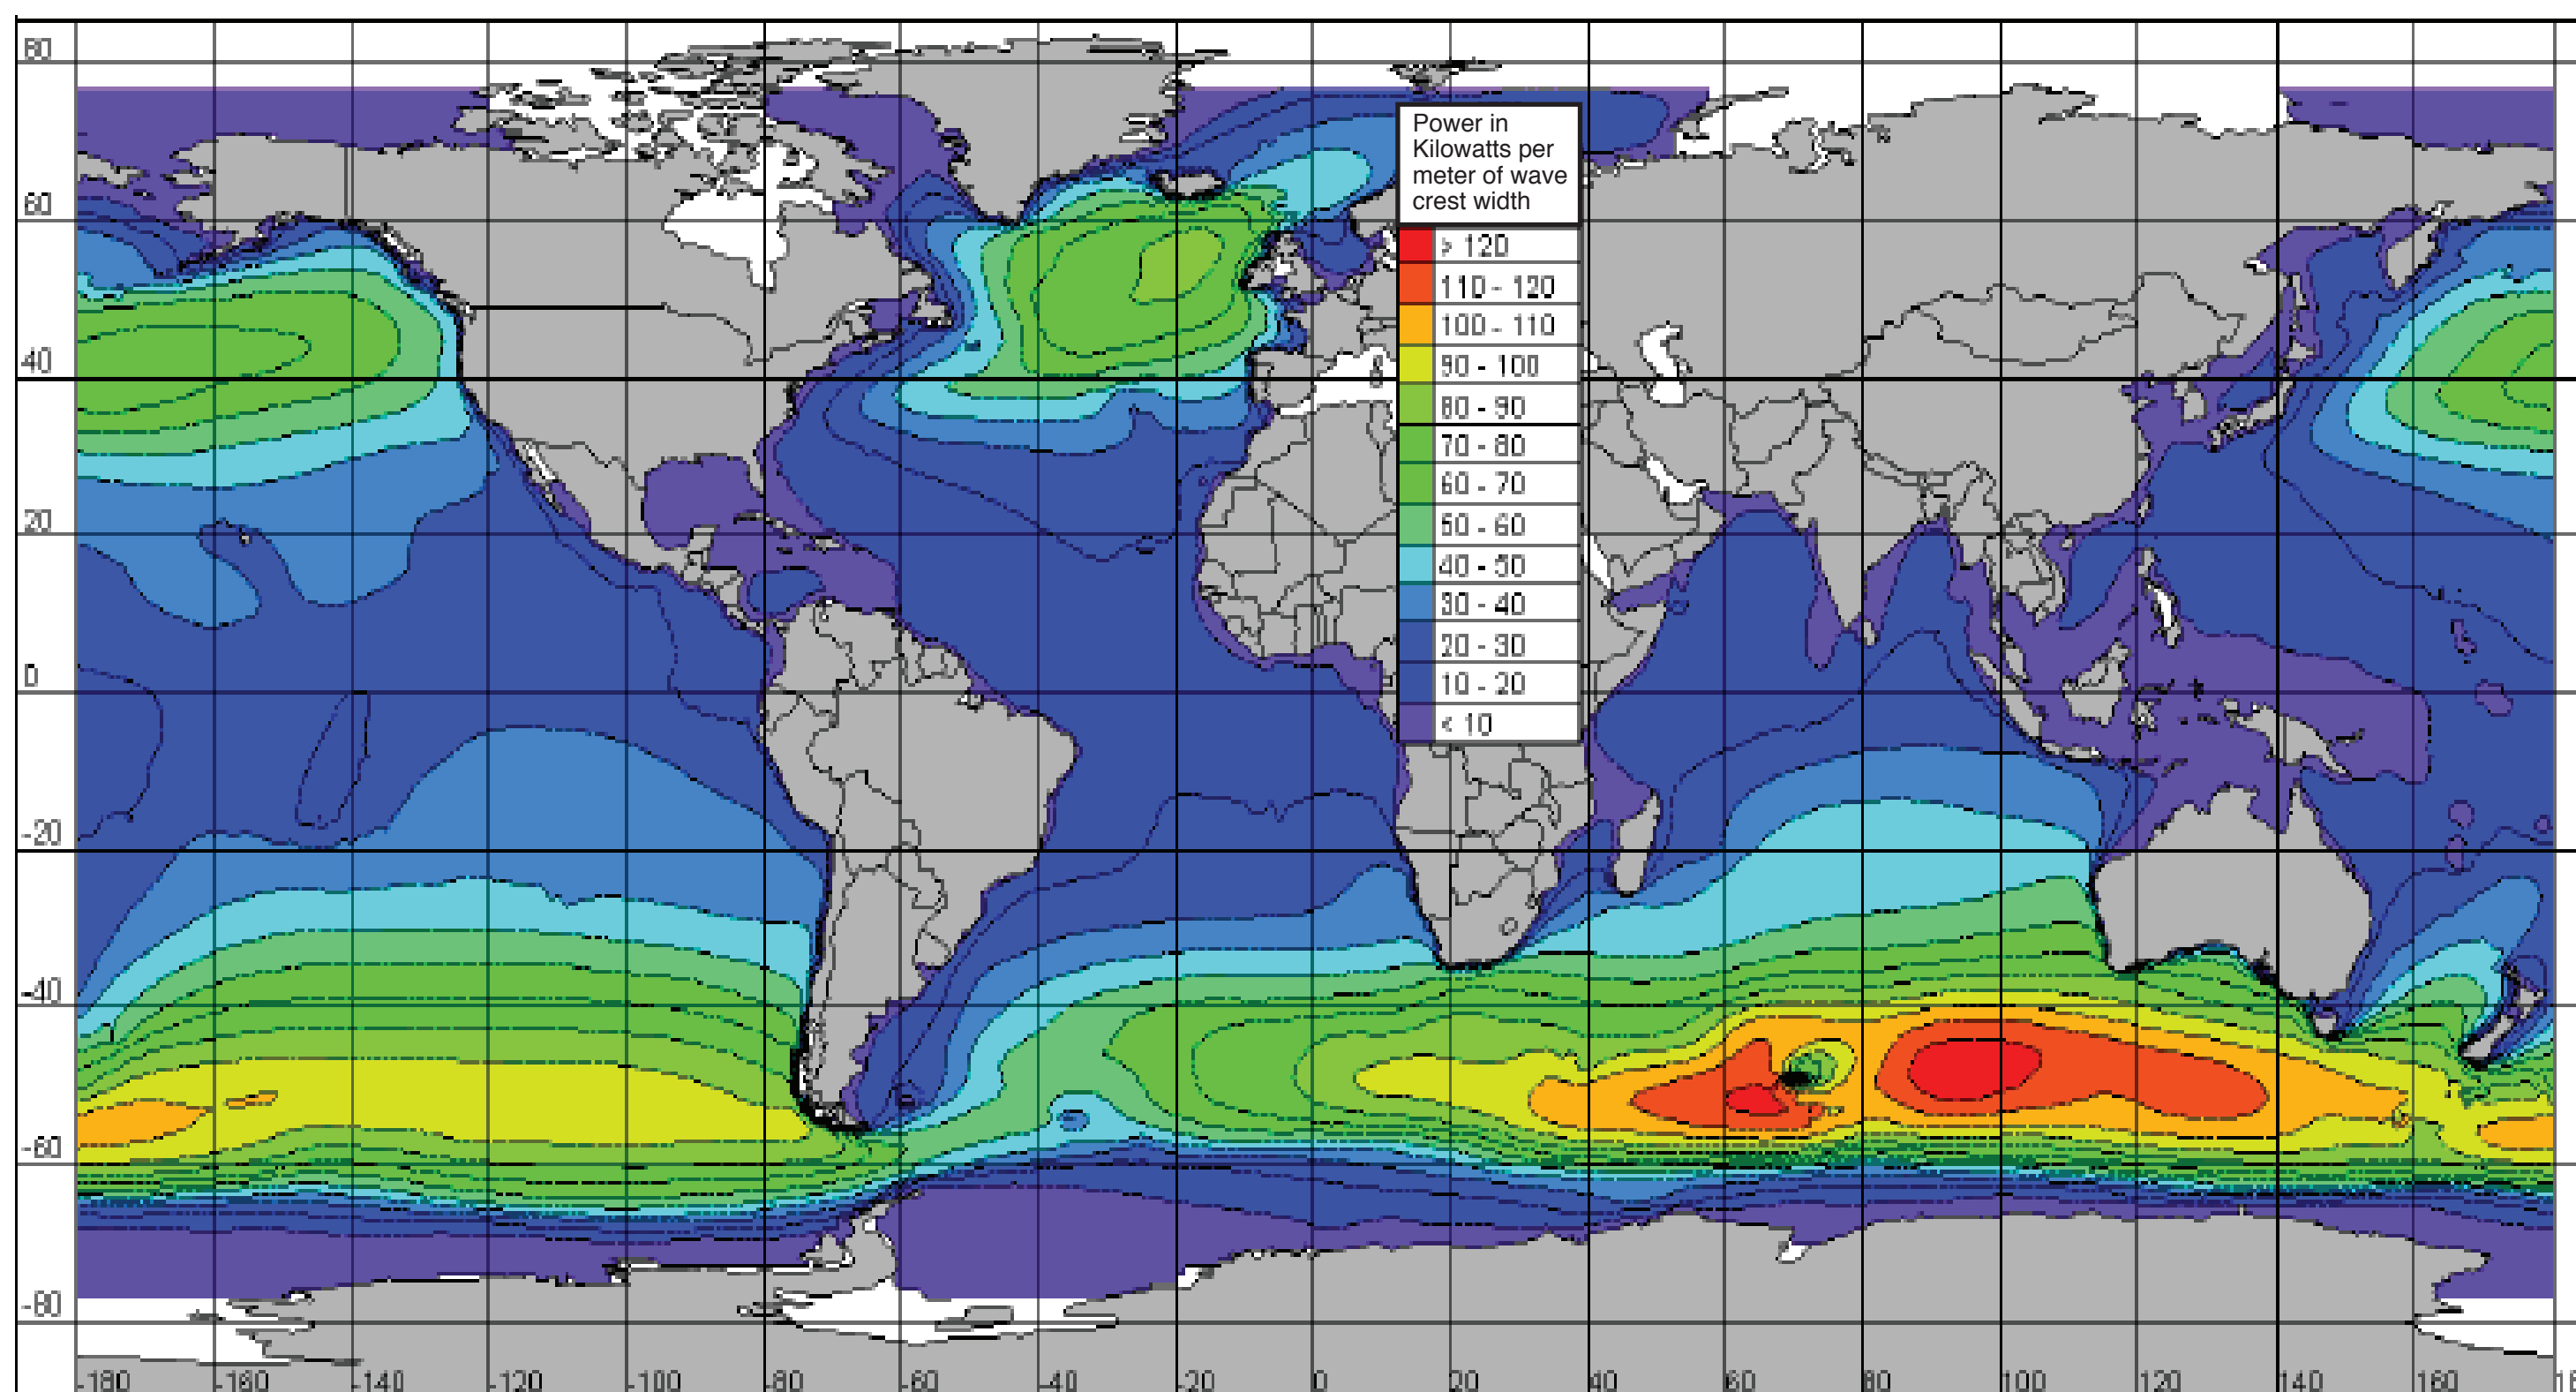 80
60
40
20
0
-20
-40
-60
-80
Power in
Kilowatts per
meter of wave
crest width
> 120
110 - 120
100 - 110
90 - 100
80 - 90
70 - 80
60 - 70
50 - 60
40 - 50
30 - 40
20 - 30
10 - 20
< 10
-180 -160 -140 -120 -100 -80 -60 -40 -20 0 20 40 60 80 100 120 140 160